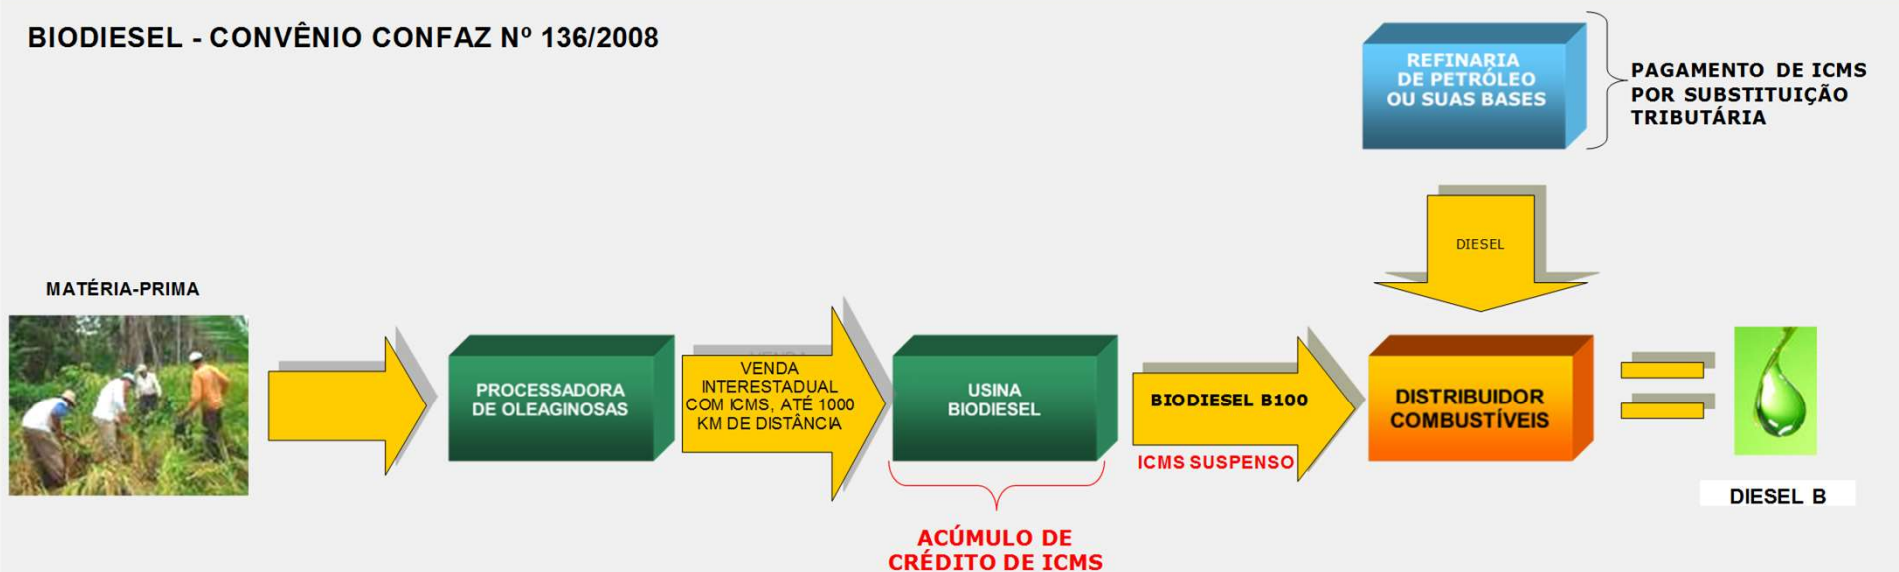 BIODIESEL - CONVÊNIO CONFAZ Nº 136/2008
REFINARIA
DE PETRÓLEO
OU SUAS BASES
PAGAMENTO DE ICMS
POR SUBSTITUIÇÃO
TRIBUTÁRIA
DIESEL
MATÉRIA-PRIMA
PROCESSADORA
DE OLEAGINOSAS
VENDA
INTERESTADUAL
COM ICMS, ATÉ 1000
KM DE DISTÂNCIA
USINA
BIODIESEL
BIODIESEL B100
ICMS SUSPENSO
DISTRIBUIDOR
COMBUSTÍVEIS
DIESEL B
ACÚMULO DE
CRÉDITO DE ICMS